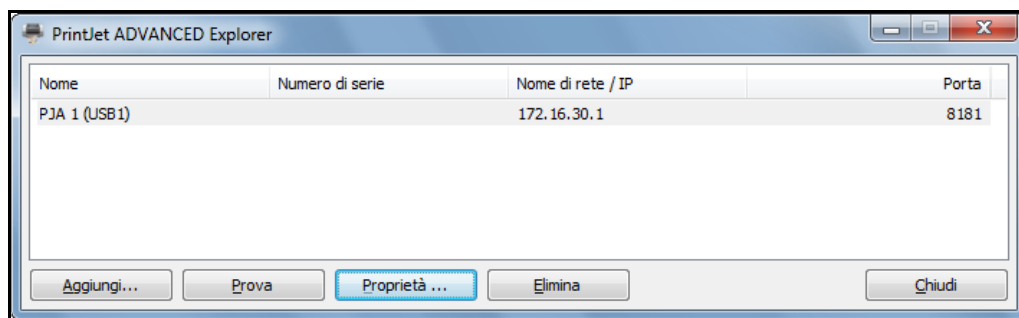 PrintJet ADVANCED Explorer
Nome Numero di serie Nome di rete / IP Porta
PJA 1 (USB1) 172.16.30.1 8181
Aggiungi... Prova Proprietà ... Elimina Chiudi